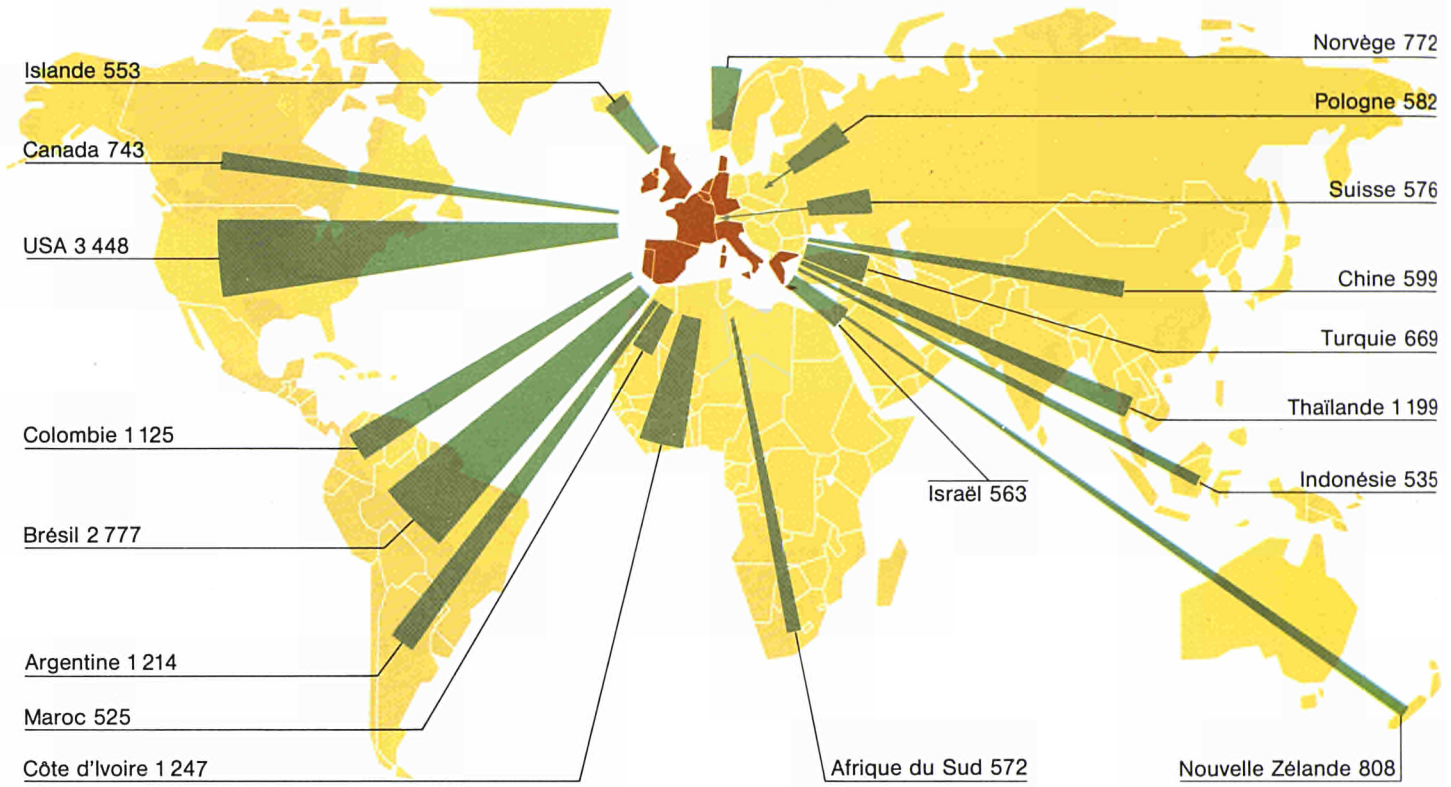 Islande 553
Canada 743
USA 3 448
Colombie 1 125
Brésil 2 777
Argentine 1 214
Maroc 525
Côte d'Ivoire 1 247
Norvège 772
Pologne 582
Suisse 576
Chine 599
Turquie 669
Thaïlande 1 199
Indonésie 535
Israël 563
Afrique du Sud 572
Nouvelle Zélande 808